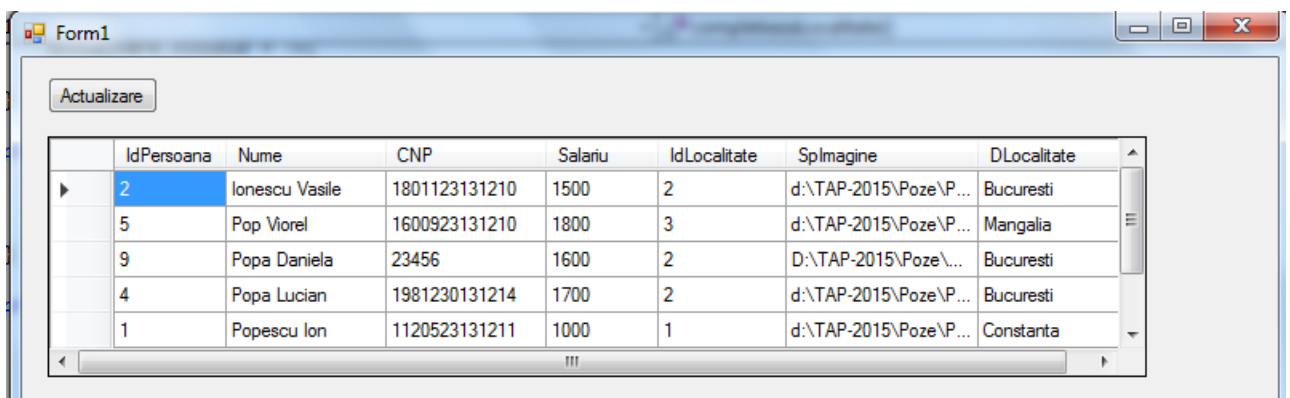 Form1
Actualizare
IdPersoana Nume CNP Salariu IdLocalitate SpImagine DLocalitate
2 Ionescu Vasile 1801123131210 1500 2 d:\TAP-2015\Poze\P... Bucuresti
5 Pop Viorel 1600923131210 1800 3 d:\TAP-2015\Poze\P... Mangalia
9 Popa Daniela 23456 1600 2 D:\TAP-2015\Poze\... Bucuresti
4 Popa Lucian 1981230131214 1700 2 d:\TAP-2015\Poze\P... Bucuresti
1 Popescu Ion 1120523131211 1000 1 d:\TAP-2015\Poze\P... Constanta